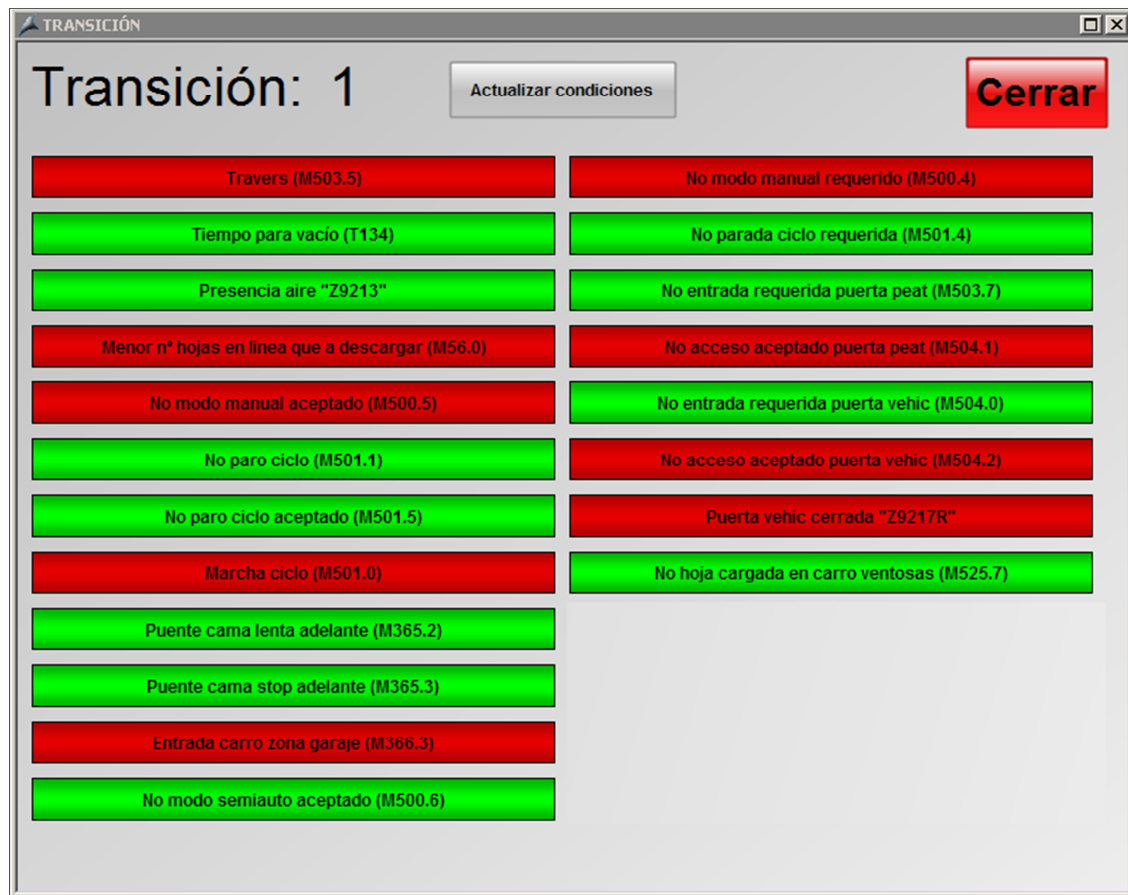 TRANSICIÓN
Transición: 1
Actualizar condiciones
Cerrar
Travers (M503.5)
Tiempo para vacío (T134)
Presencia aire "Z9213"
Menor nº hojas en linea que a descargar (M56.0)
No modo manual aceptado (M500.5)
No paro ciclo (M501.1)
No paro ciclo aceptado (M501.5)
Marcha ciclo (M501.0)
Puente cama lenta adelante (M365.2)
Puente cama stop adelante (M365.3)
Entrada carro zona garaje (M366.3)
No modo semiauto aceptado (M500.6)
No modo manual requerido (M500.4)
No parada ciclo requerida (M501.4)
No entrada requerida puerta peat (M503.7)
No acceso aceptado puerta peat (M504.1)
No entrada requerida puerta vehic (M504.0)
No acceso aceptado puerta vehic (M504.2)
Puerta vehic cerrada "Z9217R"
No hoja cargada en carro ventosas (M525.7)